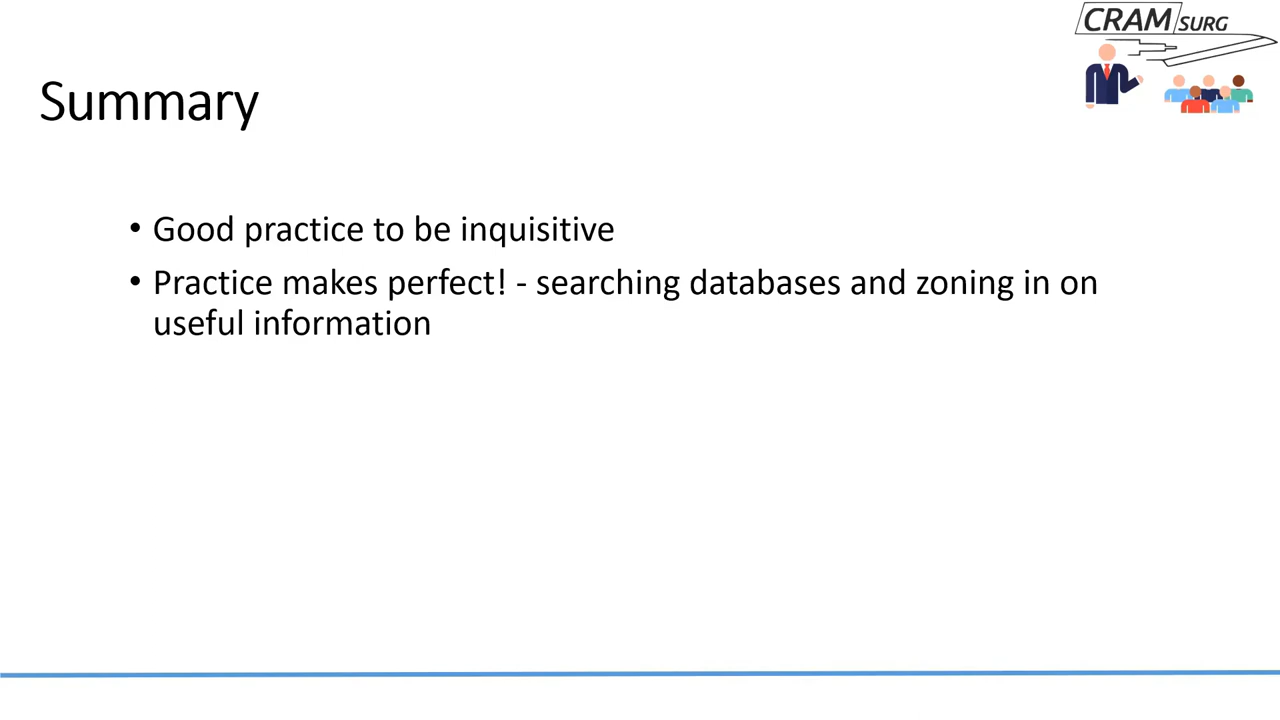 CRAM SURG
Summary
• Good practice to be inquisitive
• Practice makes perfect! - searching databases and zoning in on
useful information